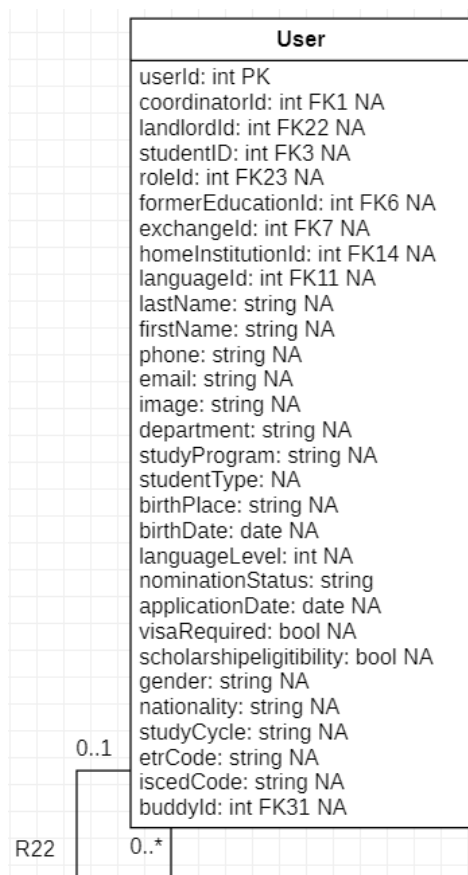 User
userId: int PK
coordinatorId: int FK1 NA
landlordId: int FK22 NA
studentID: int FK3 NA
roleId: int FK23 NA
formerEducationId: int FK6 NA
exchangeId: int FK7 NA
homeInstitutionId: int FK14 NA
languageId: int FK11 NA
lastName: string NA
firstName: string NA
phone: string NA
email: string NA
image: string NA
department: string NA
studyProgram: string NA
studentType: NA
birthPlace: string NA
birthDate: date NA
languageLevel: int NA
nominationStatus: string
applicationDate: date NA
visaRequired: bool NA
scholarshipeligitibility: bool NA
gender: string NA
nationality: string NA
studyCycle: string NA
etrCode: string NA
iscedCode: string NA
buddyId: int FK31 NA
0..1
R22
0..*